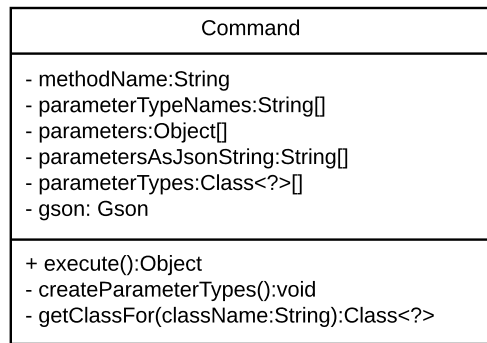 Command
- methodName:String
- parameterTypeNames:String[]
- parameters:Object[]
- parametersAsJsonString:String[]
- parameterTypes:Class<?>[]
- gson: Gson
+ execute():Object
- createParameterTypes():void
- getClassFor(className:String):Class<?>